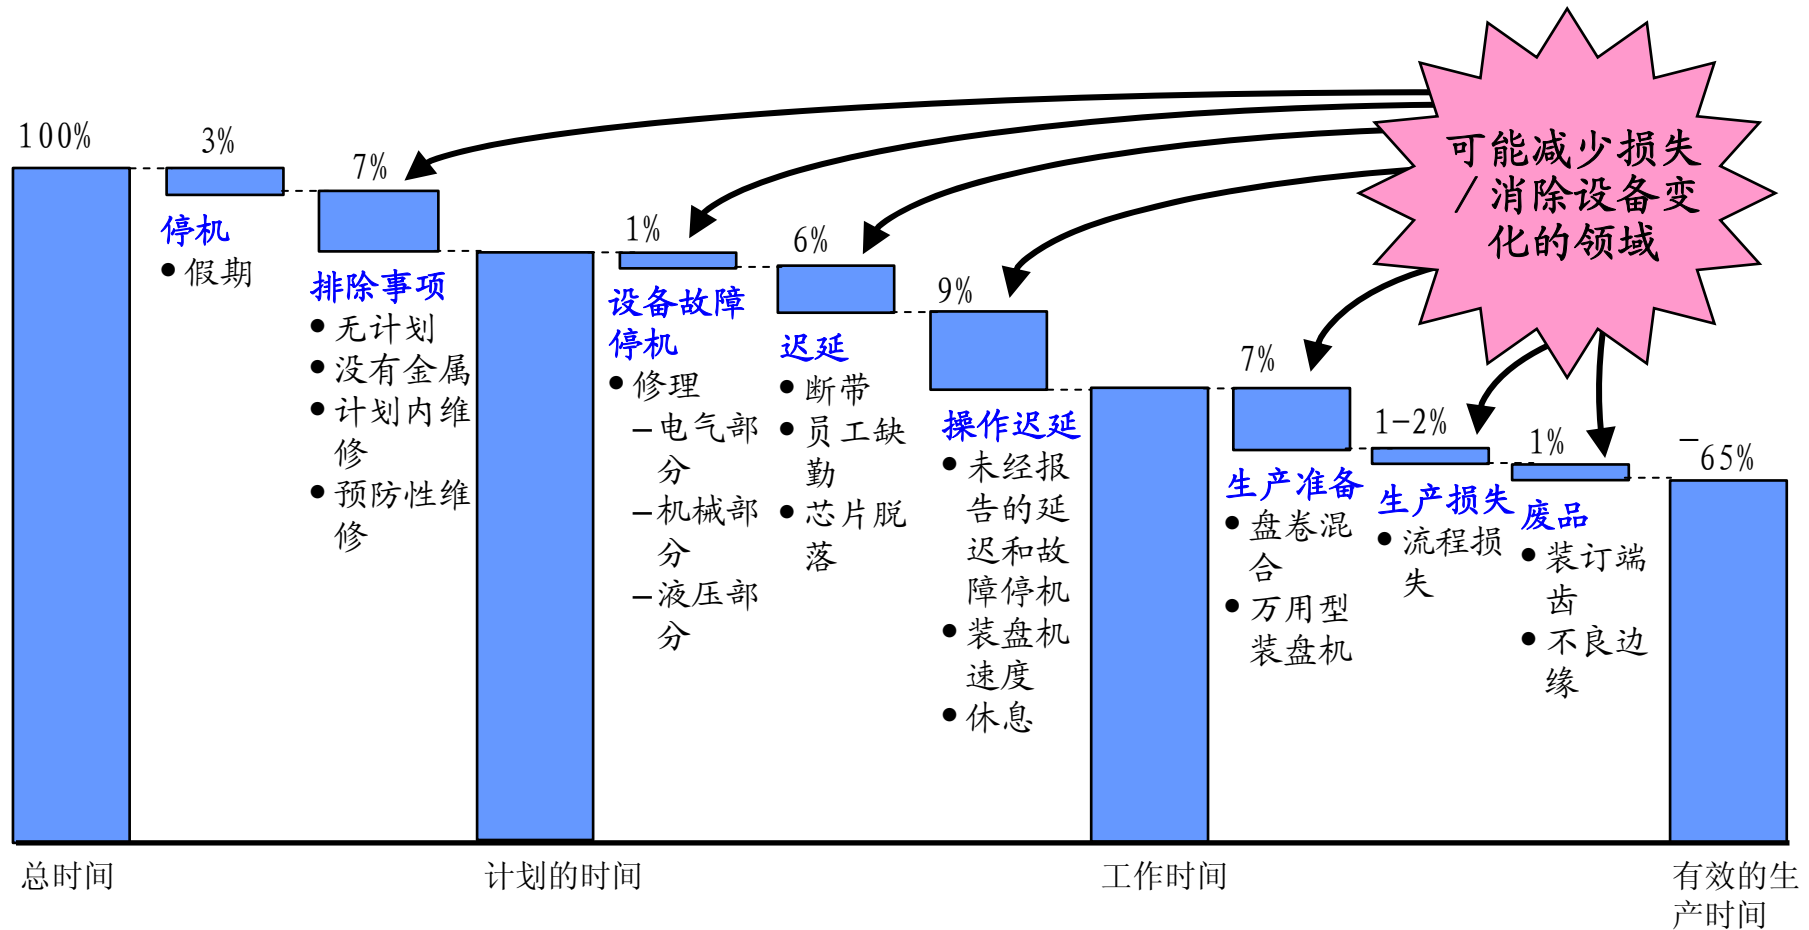 100%
3%
停机
● 假期
7%
排除事项
● 无计划
● 没有金属
● 计划内维
修
● 预防性维
修
1%
设备故障
停机
● 修理
–电气部
分
–机械部
分
–液压部
分
6%
迟延
● 断带
● 员工缺
勤
● 芯片脱
落
9%
操作迟延
● 未经报
告的延
迟和故
障停机
● 装盘机
速度
● 休息
可能减少损失
/消除设备变
化的领域
7%
生产准备
● 盘卷混
合
● 万用型
装盘机
1–2%
生产损失
● 流程损
失
1%
废品
● 装订端
齿
● 不良边
缘
–65%
总时间
计划的时间
工作时间
有效的生
产时间